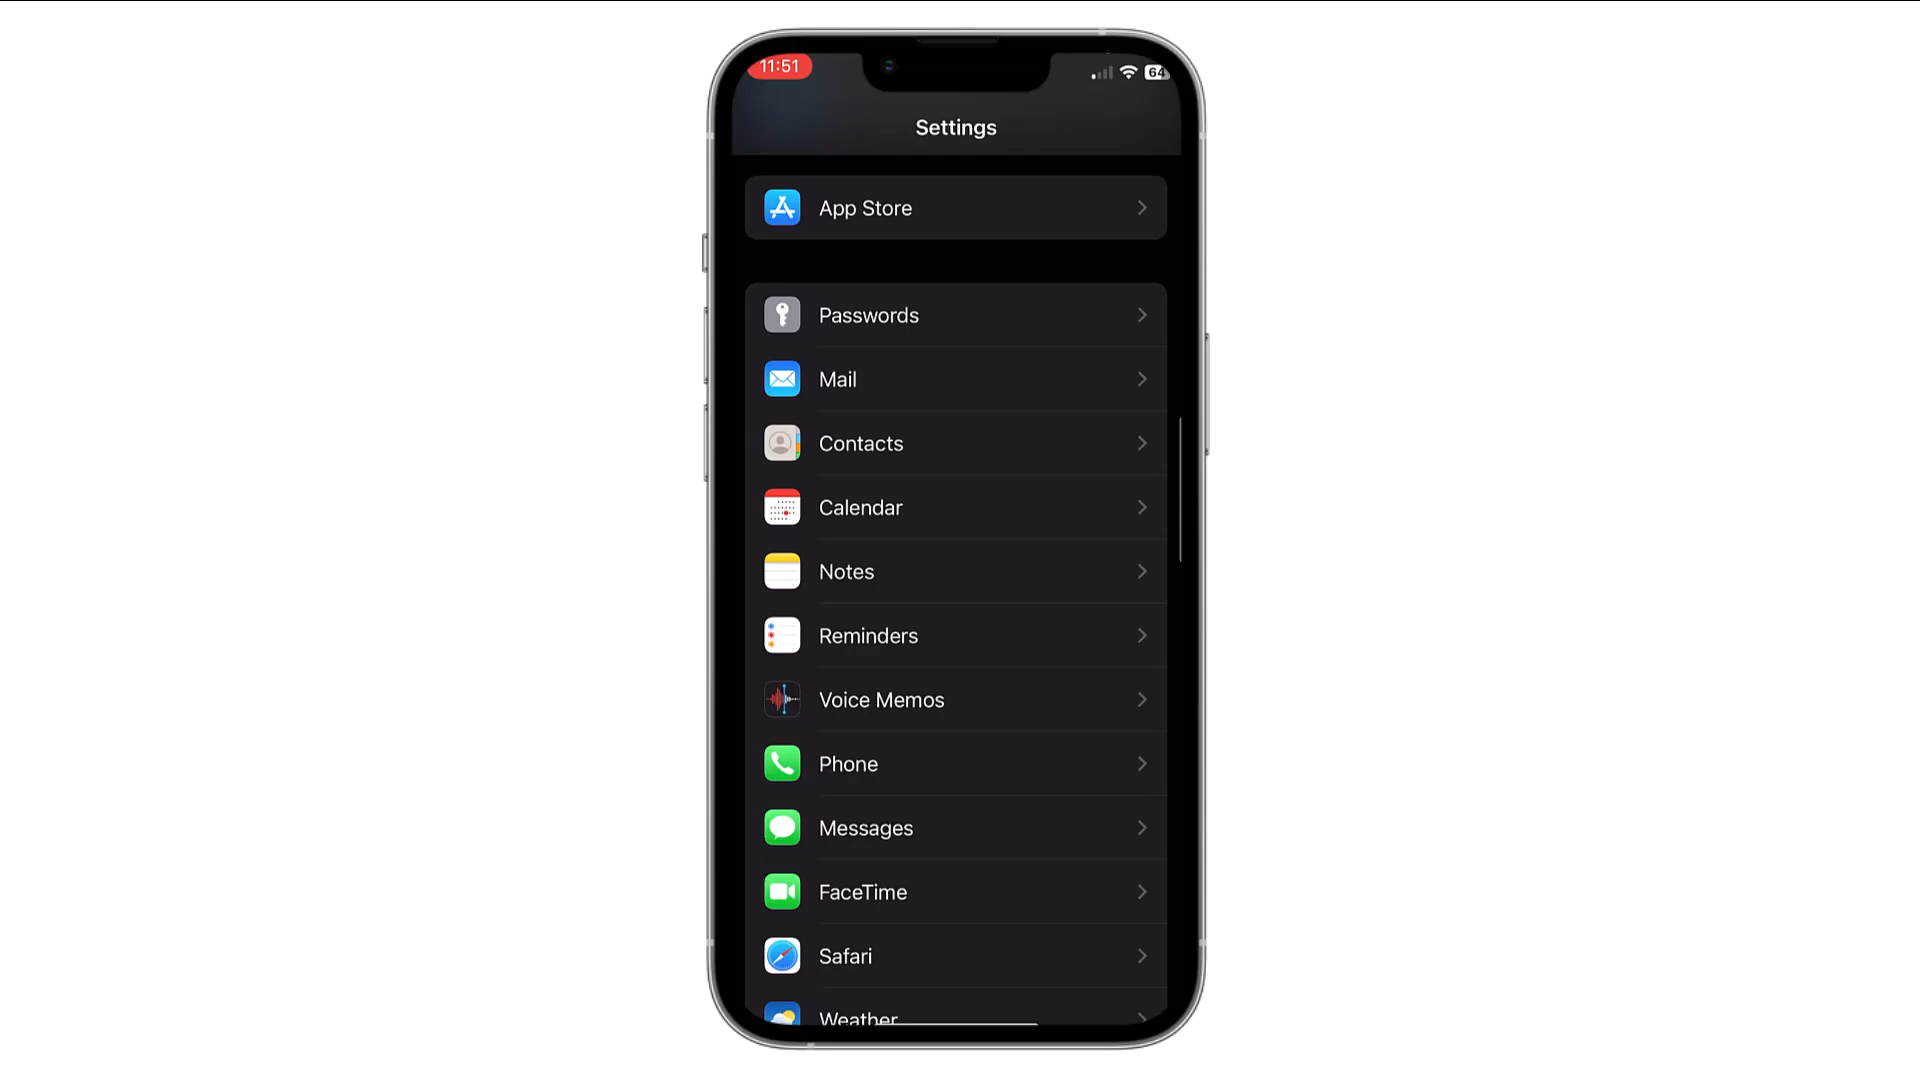 11:51
64
Settings
App Store
Passwords
Mail
Contacts
Calendar
Notes
Reminders
Voice Memos
Phone
Messages
FaceTime
Safari
Weather